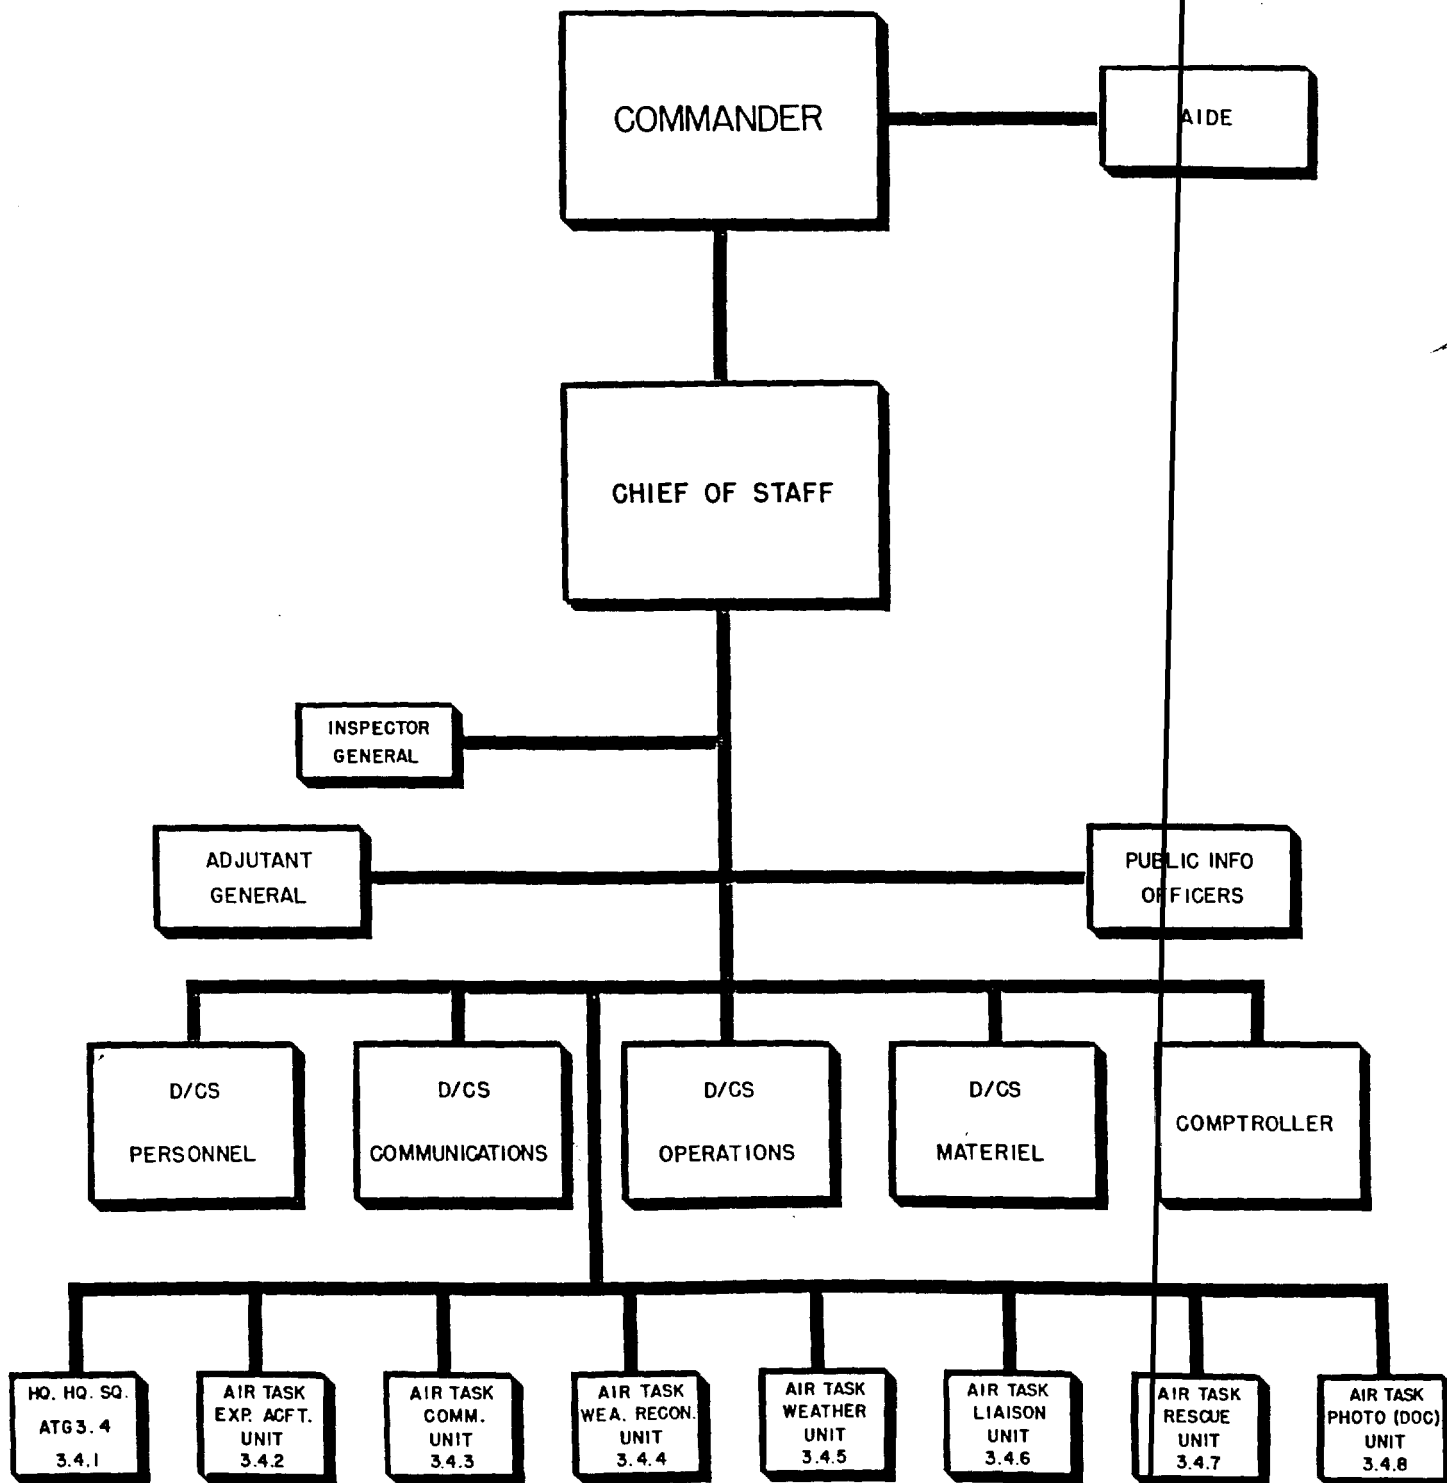 COMMANDER
AIDE
CHIEF OF STAFF
INSPECTOR
GENERAL
ADJUTANT
GENERAL
PUBLIC INFO
OFFICERS
D/CS
PERSONNEL
D/CS
COMMUNICATIONS
D/CS
OPERATIONS
D/CS
MATERIEL
COMPTROLLER
HQ. HQ. SQ.
ATG 3.4
3.4.1
AIR TASK
EXP. ACFT.
UNIT
3.4.2
AIR TASK
COMM.
UNIT
3.4.3
AIR TASK
WEA. RECON.
UNIT
3.4.4
AIR TASK
WEATHER
UNIT
3.4.5
AIR TASK
LIAISON
UNIT
3.4.6
AIR TASK
RESCUE
UNIT
3.4.7
AIR TASK
PHOTO (DOC)
UNIT
3.4.8